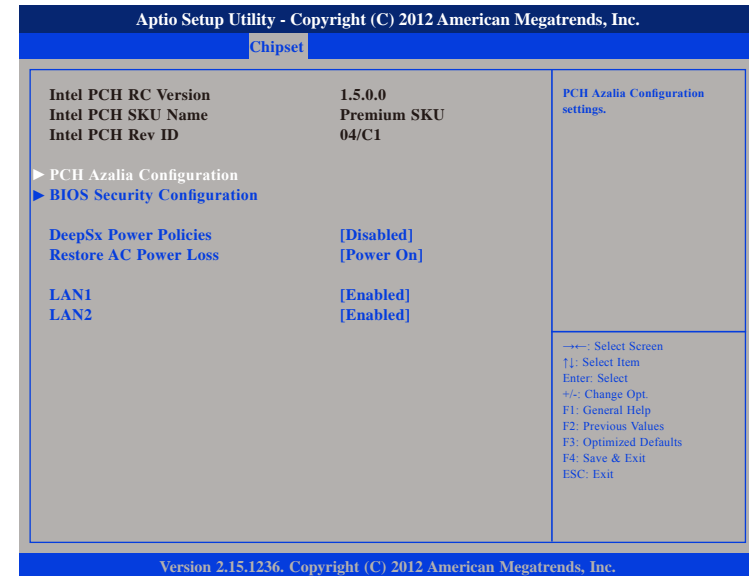 Aptio Setup Utility - Copyright (C) 2012 American Megatrends, Inc.
Chipset
Intel PCH RC Version 1.5.0.0
Intel PCH SKU Name Premium SKU
Intel PCH Rev ID 04/C1
► PCH Azalia Configuration
► BIOS Security Configuration
DeepSx Power Policies [Disabled]
Restore AC Power Loss [Power On]
LAN1 [Enabled]
LAN2 [Enabled]
PCH Azalia Configuration
settings.
→←: Select Screen
↑↓: Select Item
Enter: Select
+/-: Change Opt.
F1: General Help
F2: Previous Values
F3: Optimized Defaults
F4: Save & Exit
ESC: Exit
Version 2.15.1236. Copyright (C) 2012 American Megatrends, Inc.